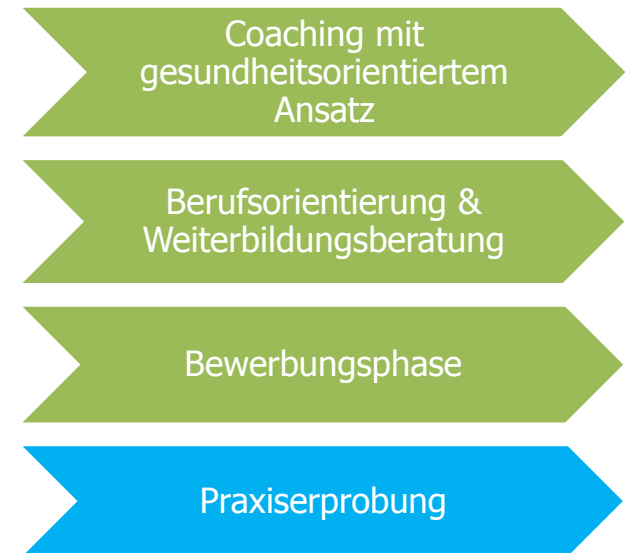 Coaching mit
gesundheitsorientiertem
Ansatz
Berufsorientierung &
Weiterbildungsberatung
Bewerbungsphase
Praxiserprobung